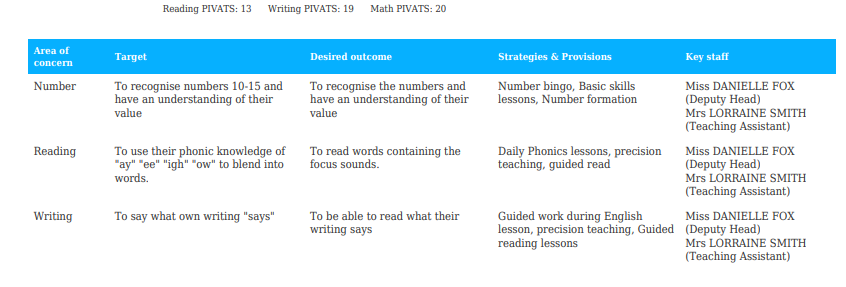 Reading PIVATS: 13 Writing PIVATS: 19 Math PIVATS: 20
Area of concern Target Desired outcome Strategies & Provisions Key staff
Number To recognise numbers 10-15 and To recognise the numbers and Number bingo, Basic skills Miss DANIELLE FOX
have an understanding of their have an understanding of their lessons, Number formation (Deputy Head)
value value Mrs LORRAINE SMITH
(Teaching Assistant)
Reading To use their phonic knowledge of To read words containing the Daily Phonics lessons, precision Miss DANIELLE FOX
"ay" "ee" "igh" "ow" to blend into focus sounds. teaching, guided read (Deputy Head)
words. Mrs LORRAINE SMITH
(Teaching Assistant)
Writing To say what own writing "says" To be able to read what their Guided work during English Miss DANIELLE FOX
writing says lesson, precision teaching, Guided (Deputy Head)
reading lessons Mrs LORRAINE SMITH
(Teaching Assistant)